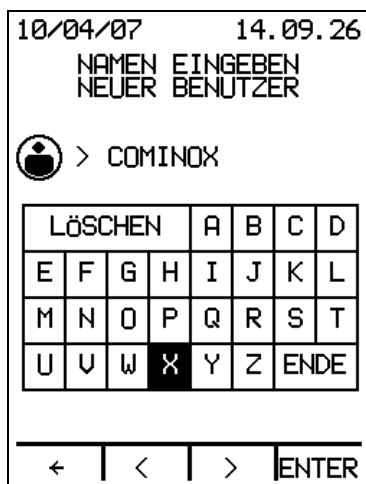 10/04/07 14.09.26
NAMEN EINGEBEN
NEUER BENUTZER
> COMINOX
LöSCHEN A B C D
E F G H I J K L
M N O P Q R S T
U V W X Y Z ENDE
← < > ENTER